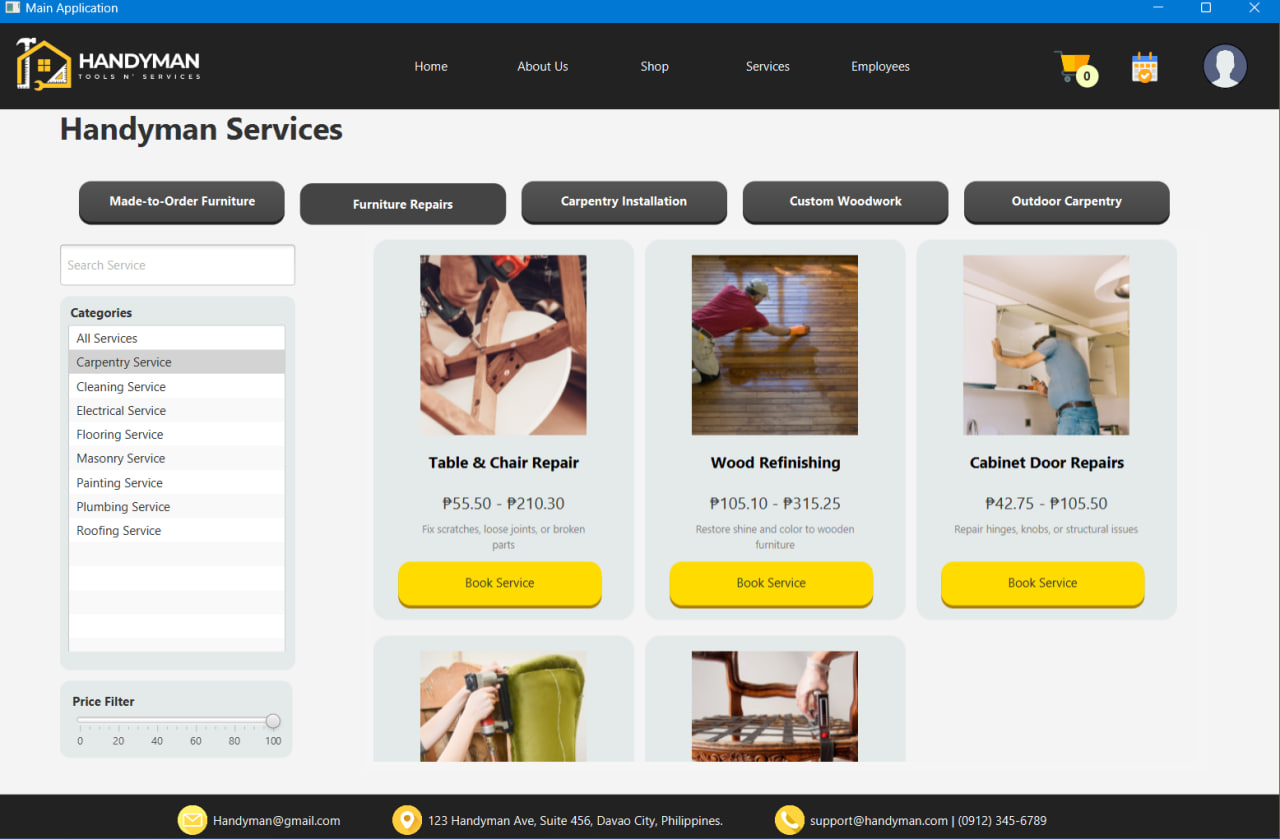 Main Application
HANDYMAN
TOOLS N' SERVICES
Home
About Us
Shop
Services
Employees
0
Handyman Services
Made-to-Order Furniture
Furniture Repairs
Carpentry Installation
Custom Woodwork
Outdoor Carpentry
Search Service
Categories
All Services
Carpentry Service
Cleaning Service
Electrical Service
Flooring Service
Masonry Service
Painting Service
Plumbing Service
Roofing Service
Price Filter
0 20 40 60 80 100
Table & Chair Repair
₱55.50 - ₱210.30
Fix scratches, loose joints, or broken
parts
Book Service
Wood Refinishing
₱105.10 - ₱315.25
Restore shine and color to wooden
furniture
Book Service
Cabinet Door Repairs
₱42.75 - ₱105.50
Repair hinges, knobs, or structural issues
Book Service
Handyman@gmail.com
123 Handyman Ave, Suite 456, Davao City, Philippines.
support@handyman.com | (0912) 345-6789